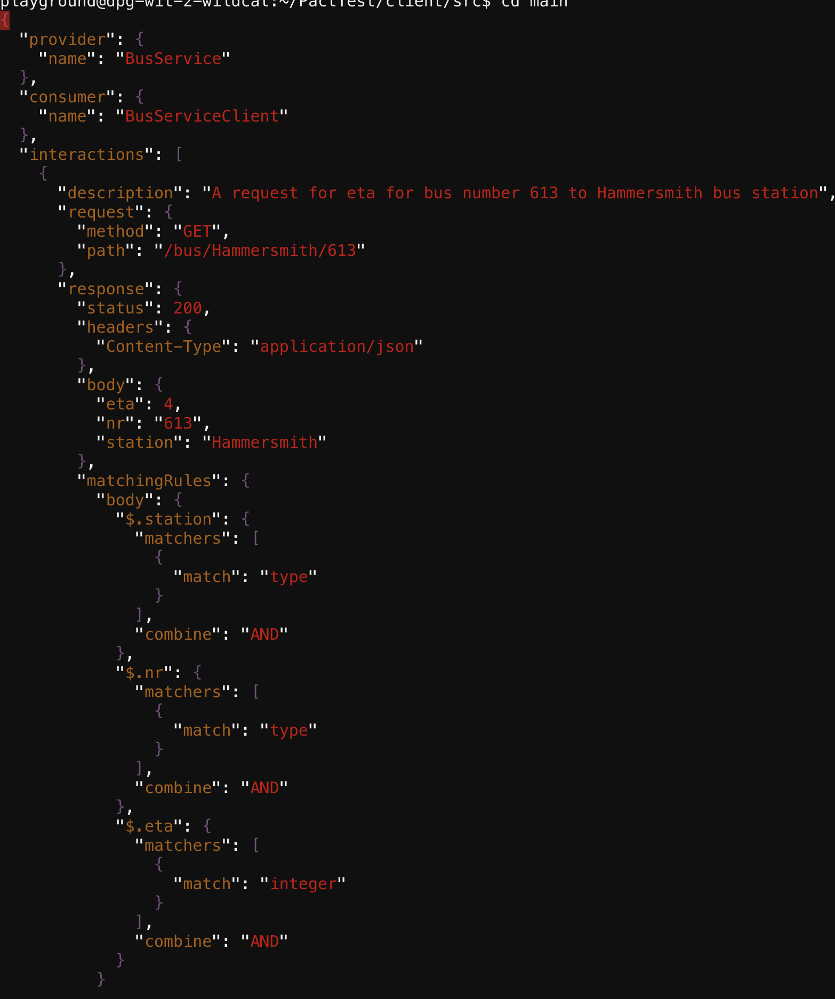 playground@dpg-wil-2-wildcat:~/PactTest/client/src$ cd main
{
  "provider": {
    "name": "BusService"
  },
  "consumer": {
    "name": "BusServiceClient"
  },
  "interactions": [
    {
      "description": "A request for eta for bus number 613 to Hammersmith bus station",
      "request": {
        "method": "GET",
        "path": "/bus/Hammersmith/613"
      },
      "response": {
        "status": 200,
        "headers": {
          "Content-Type": "application/json"
        },
        "body": {
          "eta": 4,
          "nr": "613",
          "station": "Hammersmith"
        },
        "matchingRules": {
          "body": {
            "$.station": {
              "matchers": [
                {
                  "match": "type"
                }
              ],
              "combine": "AND"
            },
            "$.nr": {
              "matchers": [
                {
                  "match": "type"
                }
              ],
              "combine": "AND"
            },
            "$.eta": {
              "matchers": [
                {
                  "match": "integer"
                }
              ],
              "combine": "AND"
            }
          }